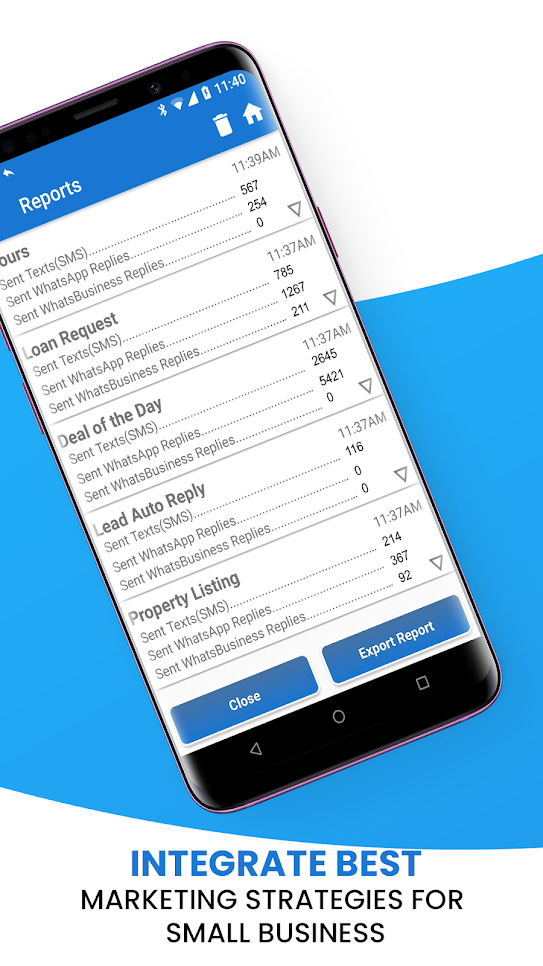 11:40
Reports
11:39AM
ours
Sent Texts(SMS) 567
Sent WhatsApp Replies 254
Sent WhatsBusiness Replies 0
11:37AM
Loan Request
Sent Texts(SMS) 785
Sent WhatsApp Replies 1267
Sent WhatsBusiness Replies 211
11:37AM
Deal of the Day
Sent Texts(SMS) 2645
Sent WhatsApp Replies 5421
Sent WhatsBusiness Replies 0
11:37AM
Lead Auto Reply
Sent Texts(SMS) 116
Sent WhatsApp Replies 0
Sent WhatsBusiness Replies 0
11:37AM
Property Listing
Sent Texts(SMS) 214
Sent WhatsApp Replies 367
Sent WhatsBusiness Replies 92
Close
Export Report
INTEGRATE BEST
MARKETING STRATEGIES FOR
SMALL BUSINESS